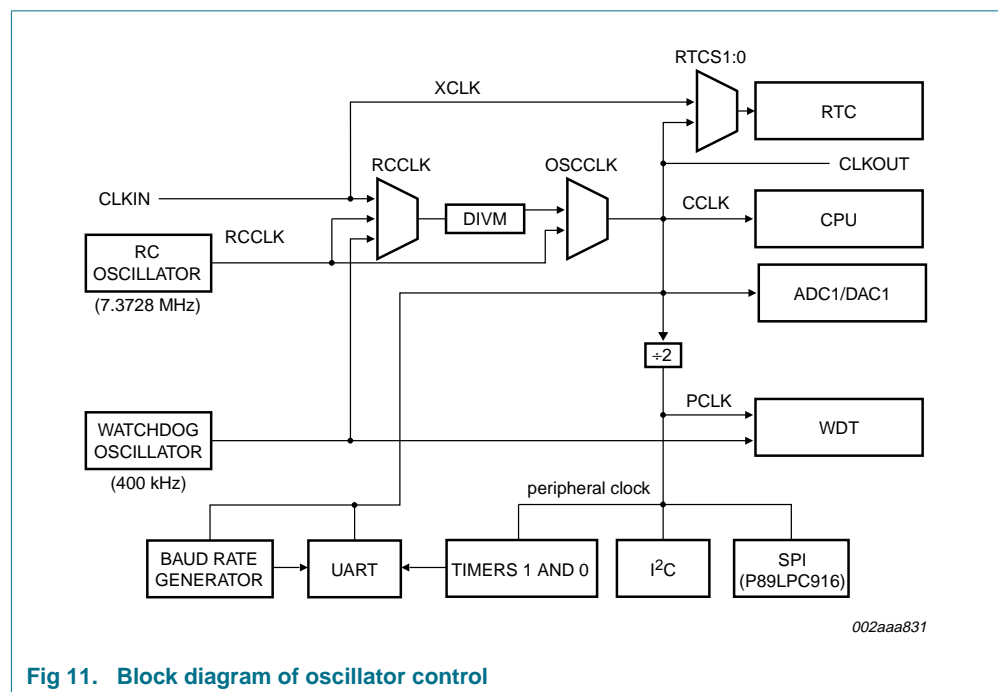 RTCS1:0
XCLK
RTC
RCCLK
OSCCLK
CLKOUT
CLKIN
DIVM
CCLK
CPU
RCCLK
RC
OSCILLATOR
(7.3728 MHz)
ADC1/DAC1
÷2
PCLK
WATCHDOG
OSCILLATOR
(400 kHz)
WDT
peripheral clock
BAUD RATE
GENERATOR
UART
TIMERS 1 AND 0
I²C
SPI
(P89LPC916)
002aaa831
Fig 11. Block diagram of oscillator control